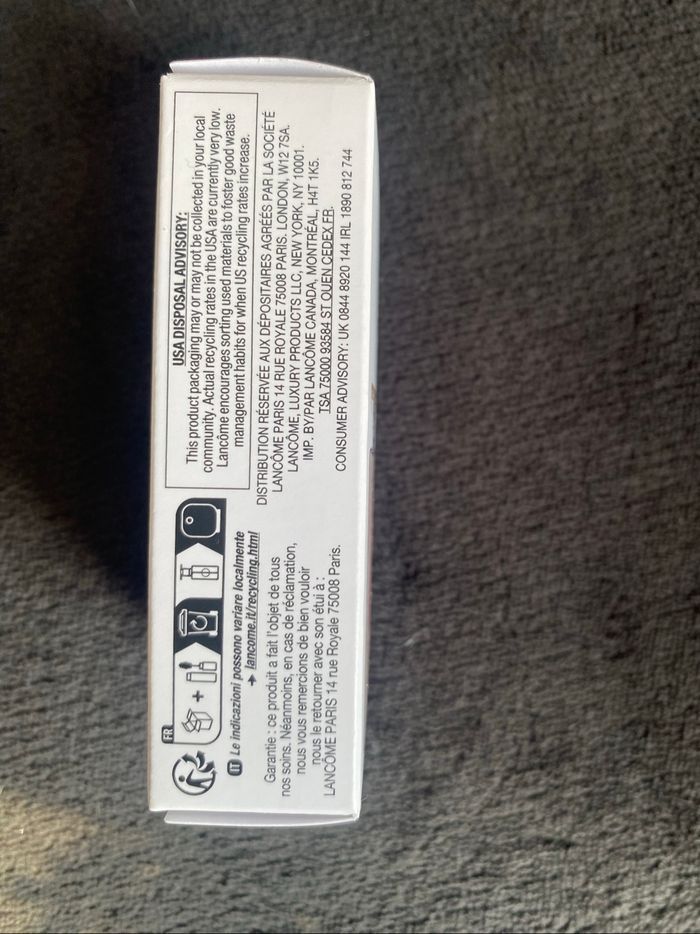 FR
+
IT Le indicazioni possono variare localmente
➔ lancome.it/recycling.html
Garantie : ce produit a fait l'objet de tous
nos soins. Néanmoins, en cas de réclamation,
nous vous remercions de bien vouloir
nous le retourner avec son étui à :
LANCÔME PARIS 14 rue Royale 75008 Paris.
USA DISPOSAL ADVISORY:
This product packaging may or may not be collected in your local
community. Actual recycling rates in the USA are currently very low.
Lancôme encourages sorting used materials to foster good waste
management habits for when US recycling rates increase.
DISTRIBUTION RÉSERVÉE AUX DÉPOSITAIRES AGRÉÉS PAR LA SOCIÉTÉ
LANCÔME PARIS 14 RUE ROYALE 75008 PARIS. LONDON, W12 7SA.
LANCÔME, LUXURY PRODUCTS LLC, NEW YORK, NY 10001.
IMP. BY/PAR LANCÔME CANADA, MONTRÉAL, H4T 1K5.
TSA 75000 93584 ST OUEN CEDEX FR.
CONSUMER ADVISORY: UK 0844 8920 144 IRL 1890 812 744